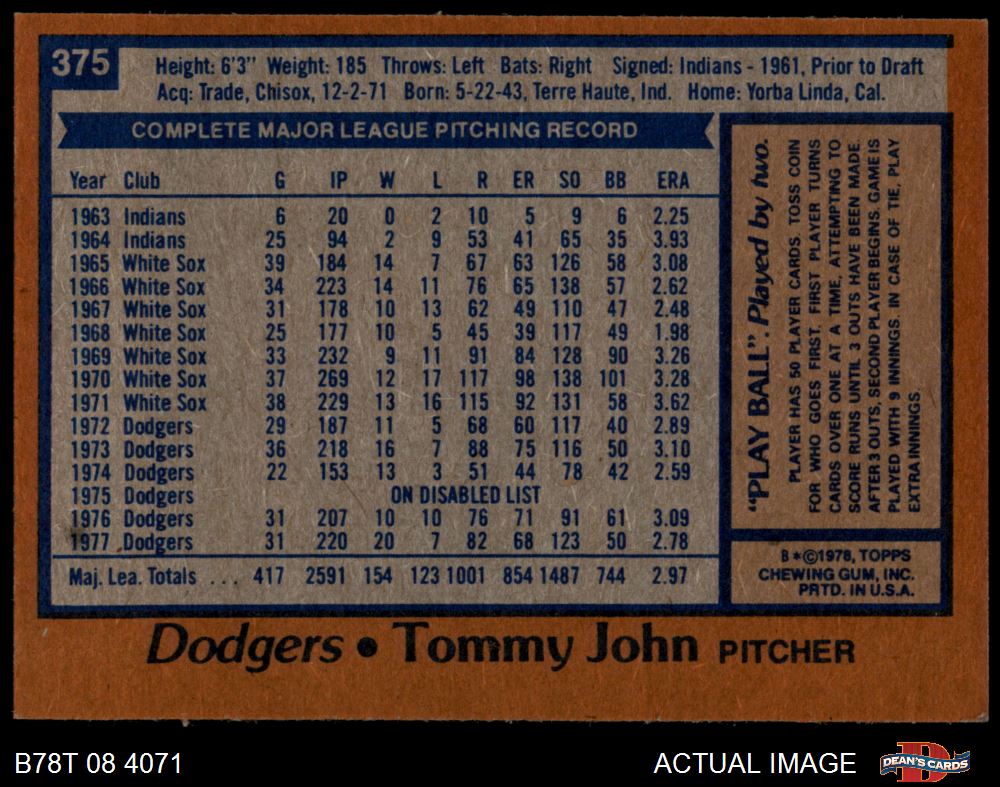 375
Height: 6'3" Weight: 185 Throws: Left Bats: Right Signed: Indians - 1961, Prior to Draft
Acq: Trade, Chisox, 12-2-71 Born: 5-22-43, Terre Haute, Ind. Home: Yorba Linda, Cal.
COMPLETE MAJOR LEAGUE PITCHING RECORD
Year Club G IP W L R ER SO BB ERA
1963 Indians 6 20 0 2 10 5 9 6 2.25
1964 Indians 25 94 2 9 53 41 65 35 3.93
1965 White Sox 39 184 14 7 67 63 126 58 3.08
1966 White Sox 34 223 14 11 76 65 138 57 2.62
1967 White Sox 31 178 10 13 62 49 110 47 2.48
1968 White Sox 25 177 10 5 45 39 117 49 1.98
1969 White Sox 33 232 9 11 91 84 128 90 3.26
1970 White Sox 37 269 12 17 117 98 138 101 3.28
1971 White Sox 38 229 13 16 115 92 131 58 3.62
1972 Dodgers 29 187 11 5 68 60 117 40 2.89
1973 Dodgers 36 218 16 7 88 75 116 50 3.10
1974 Dodgers 22 153 13 3 51 44 78 42 2.59
1975 Dodgers ON DISABLED LIST
1976 Dodgers 31 207 10 10 76 71 91 61 3.09
1977 Dodgers 31 220 20 7 82 68 123 50 2.78
Maj. Lea. Totals ... 417 2591 154 123 1001 854 1487 744 2.97
"PLAY BALL". Played by two.
PLAYER HAS 50 PLAYER CARDS. TOSS COIN
FOR WHO GOES FIRST. FIRST PLAYER TURNS
CARDS OVER ONE AT A TIME, ATTEMPTING TO
SCORE RUNS UNTIL 3 OUTS HAVE BEEN MADE.
AFTER 3 OUTS, SECOND PLAYER BEGINS. GAME IS
PLAYED WITH 9 INNINGS. IN CASE OF TIE, PLAY
EXTRA INNINGS.
B*©1978, TOPPS
CHEWING GUM, INC.
PRTD. IN U.S.A.
Dodgers • Tommy John PITCHER
B78T 08 4071
ACTUAL IMAGE
DEAN'S CARDS